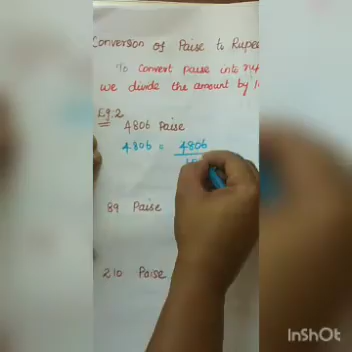 Conversion of Paise to Rupee
To Convert paise into
we divide the amount by
Eg:2
4806 Paise
4806 = 4806
89 Paise
210 Paise
InShOt